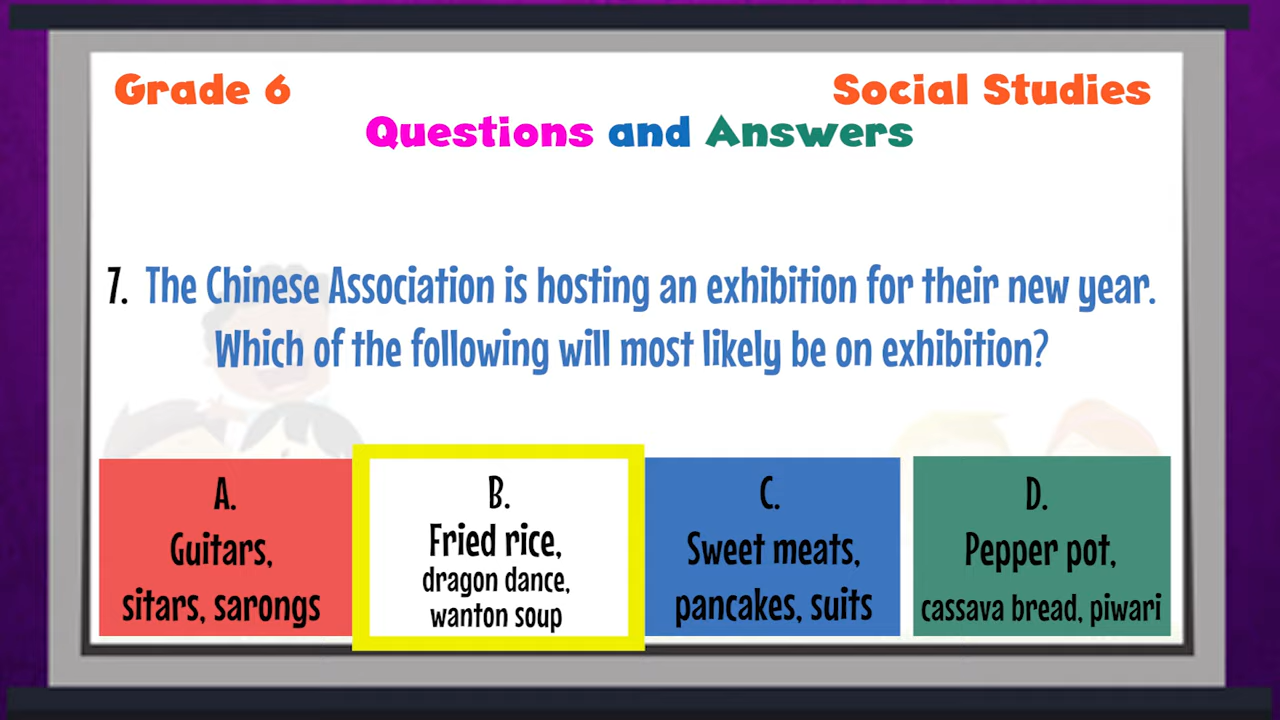 Grade 6
Social Studies
Questions and Answers
7. The Chinese Association is hosting an exhibition for their new year.
Which of the following will most likely be on exhibition?
A.
Guitars,
sitars, sarongs
B.
Fried rice,
dragon dance,
wanton soup
C.
Sweet meats,
pancakes, suits
D.
Pepper pot,
cassava bread, piwari